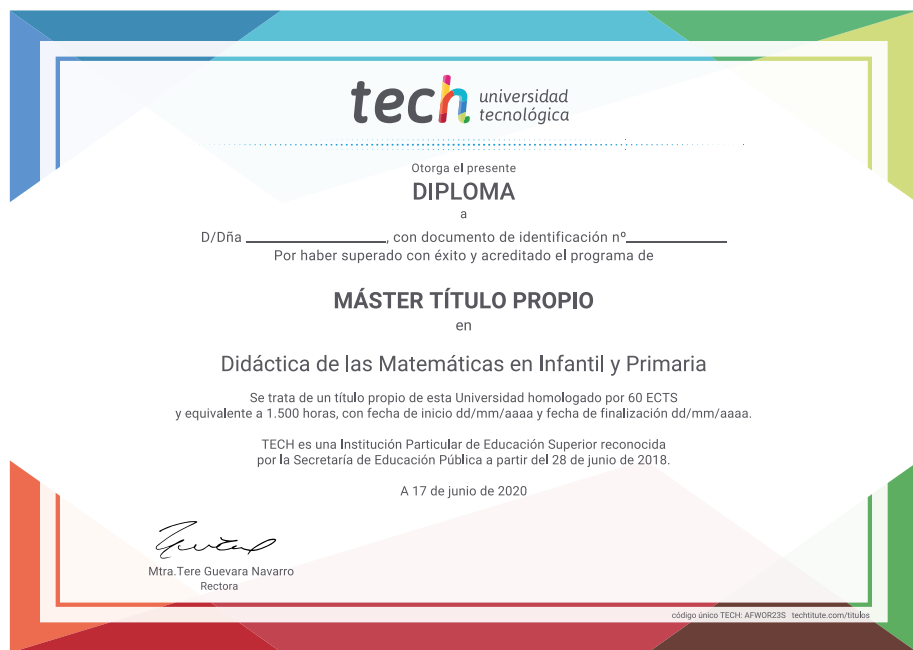 tech universidad
tecnológica
Otorga el presente
DIPLOMA
a
D/Dña ________________, con documento de identificación nº____________
Por haber superado con éxito y acreditado el programa de
MÁSTER TÍTULO PROPIO
en
Didáctica de las Matemáticas en Infantil y Primaria
Se trata de un título propio de esta Universidad homologado por 60 ECTS
y equivalente a 1.500 horas, con fecha de inicio dd/mm/aaaa y fecha de finalización dd/mm/aaaa.
TECH es una Institución Particular de Educación Superior reconocida
por la Secretaría de Educación Pública a partir del 28 de junio de 2018.
A 17 de junio de 2020
Mtra.Tere Guevara Navarro
Rectora
código único TECH: AFWOR23S techtitute.com/titulos